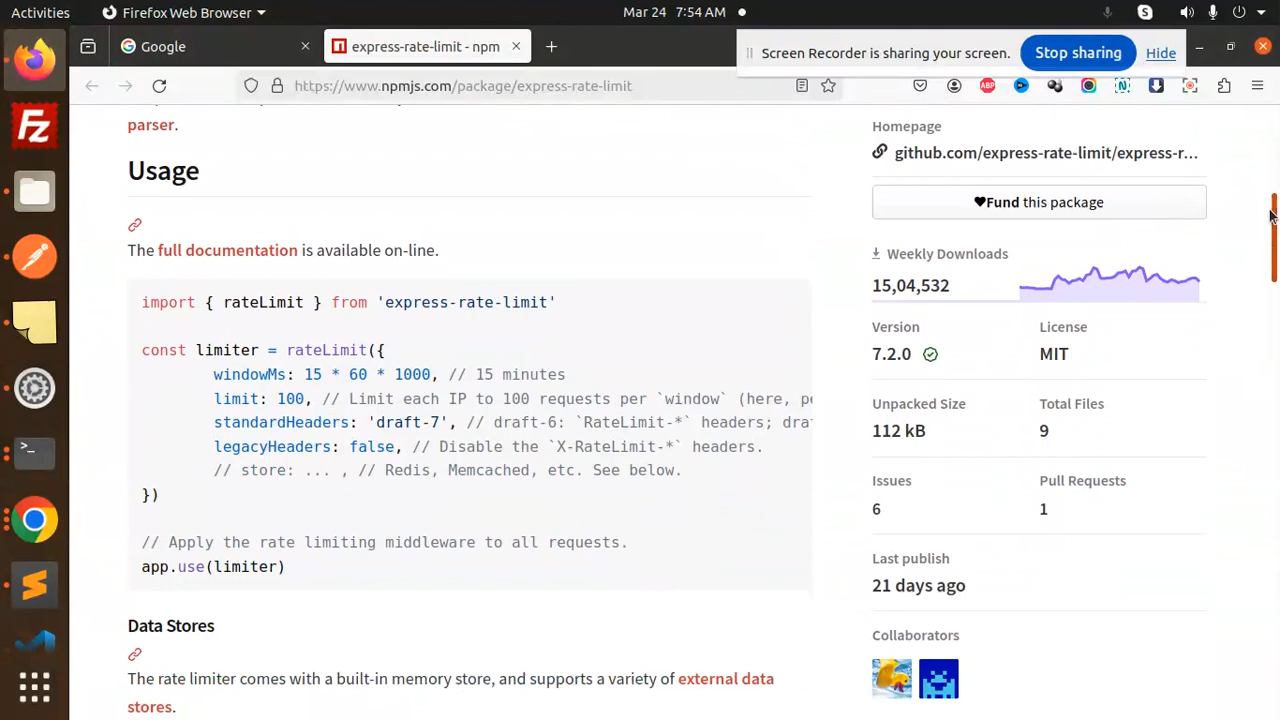 Activities
Firefox Web Browser
Mar 24 7:54 AM
Google
express-rate-limit - npm
Screen Recorder is sharing your screen.
Stop sharing
Hide
https://www.npmjs.com/package/express-rate-limit
parser.
Usage
The full documentation is available on-line.
import { rateLimit } from 'express-rate-limit'
const limiter = rateLimit({
windowMs: 15 * 60 * 1000, // 15 minutes
limit: 100, // Limit each IP to 100 requests per `window` (here, pe
standardHeaders: 'draft-7', // draft-6: `RateLimit-*` headers; draf
legacyHeaders: false, // Disable the `X-RateLimit-*` headers.
// store: ... , // Redis, Memcached, etc. See below.
})
// Apply the rate limiting middleware to all requests.
app.use(limiter)
Data Stores
The rate limiter comes with a built-in memory store, and supports a variety of external data
stores.
Homepage
github.com/express-rate-limit/express-r...
Fund this package
Weekly Downloads
15,04,532
Version
License
7.2.0
MIT
Unpacked Size
Total Files
112 kB
9
Issues
Pull Requests
6
1
Last publish
21 days ago
Collaborators